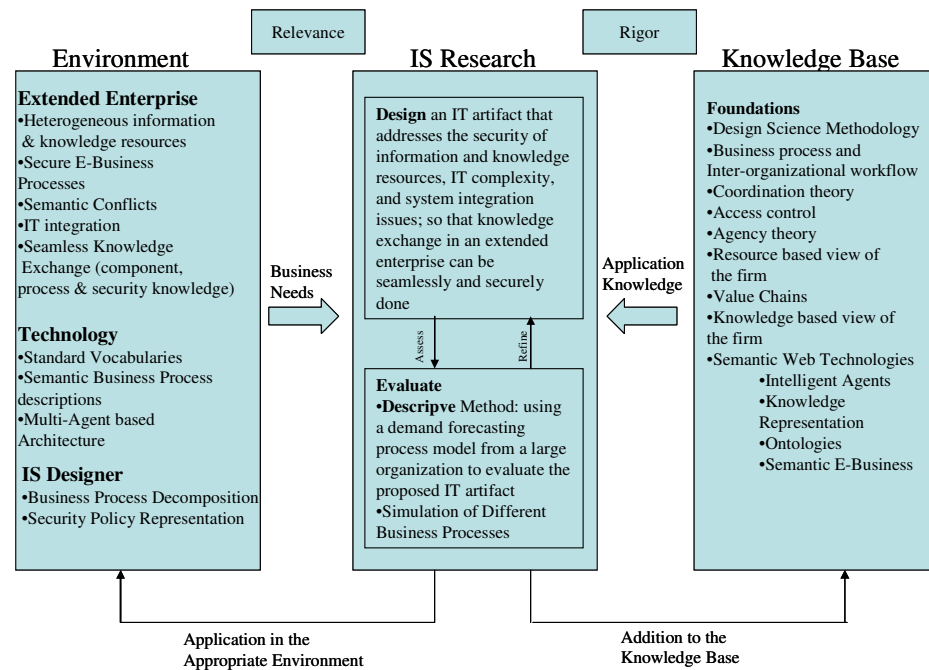 Relevance
Rigor
Environment
IS Research
Knowledge Base
Extended Enterprise
•Heterogeneous information
& knowledge resources
•Secure E-Business
Processes
•Semantic Conflicts
•IT integration
•Seamless Knowledge
Exchange (component,
process & security knowledge)
Technology
•Standard Vocabularies
•Semantic Business Process
descriptions
•Multi-Agent based
Architecture
IS Designer
•Business Process Decomposition
•Security Policy Representation
Business
Needs
Design an IT artifact that
addresses the security of
information and knowledge
resources, IT complexity,
and system integration
issues; so that knowledge
exchange in an extended
enterprise can be
seamlessly and securely
done
Assess
Refine
Evaluate
•Descripve Method: using
a demand forecasting
process model from a large
organization to evaluate the
proposed IT artifact
•Simulation of Different
Business Processes
Application
Knowledge
Foundations
•Design Science Methodology
•Business process and
Inter-organizational workflow
•Coordination theory
•Access control
•Agency theory
•Resource based view of
the firm
•Value Chains
•Knowledge based view of
the firm
•Semantic Web Technologies
•Intelligent Agents
•Knowledge
Representation
•Ontologies
•Semantic E-Business
Application in the
Appropriate Environment
Addition to the
Knowledge Base